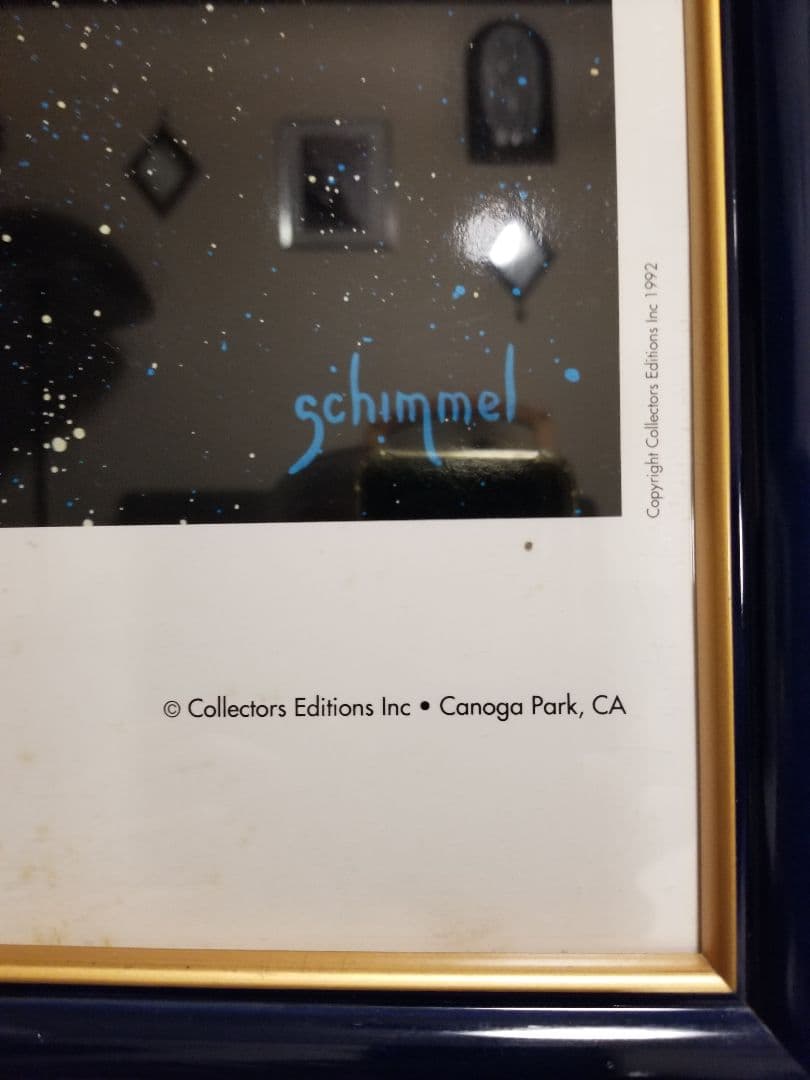 schimmel
Copyright Collectors Editions Inc 1992
© Collectors Editions Inc • Canoga Park, CA